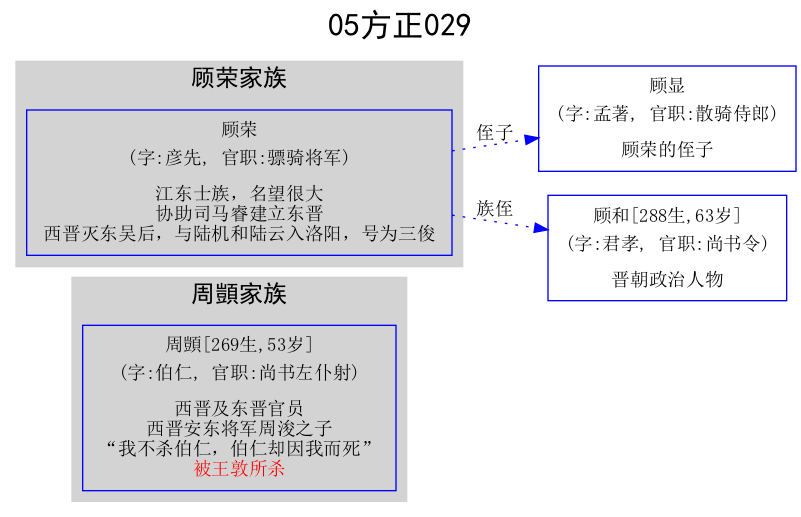 05方正029
顾荣家族
顾荣
(字:彦先, 官职:骠骑将军)
江东士族，名望很大
协助司马睿建立东晋
西晋灭东吴后，与陆机和陆云入洛阳，号为三俊
侄子
族侄
顾显
(字:孟著, 官职:散骑侍郎)
顾荣的侄子
顾和[288生,63岁]
(字:君孝, 官职:尚书令)
晋朝政治人物
周顗家族
周顗[269生,53岁]
(字:伯仁, 官职:尚书左仆射)
西晋及东晋官员
西晋安东将军周浚之子
“我不杀伯仁，伯仁却因我而死”
被王敦所杀